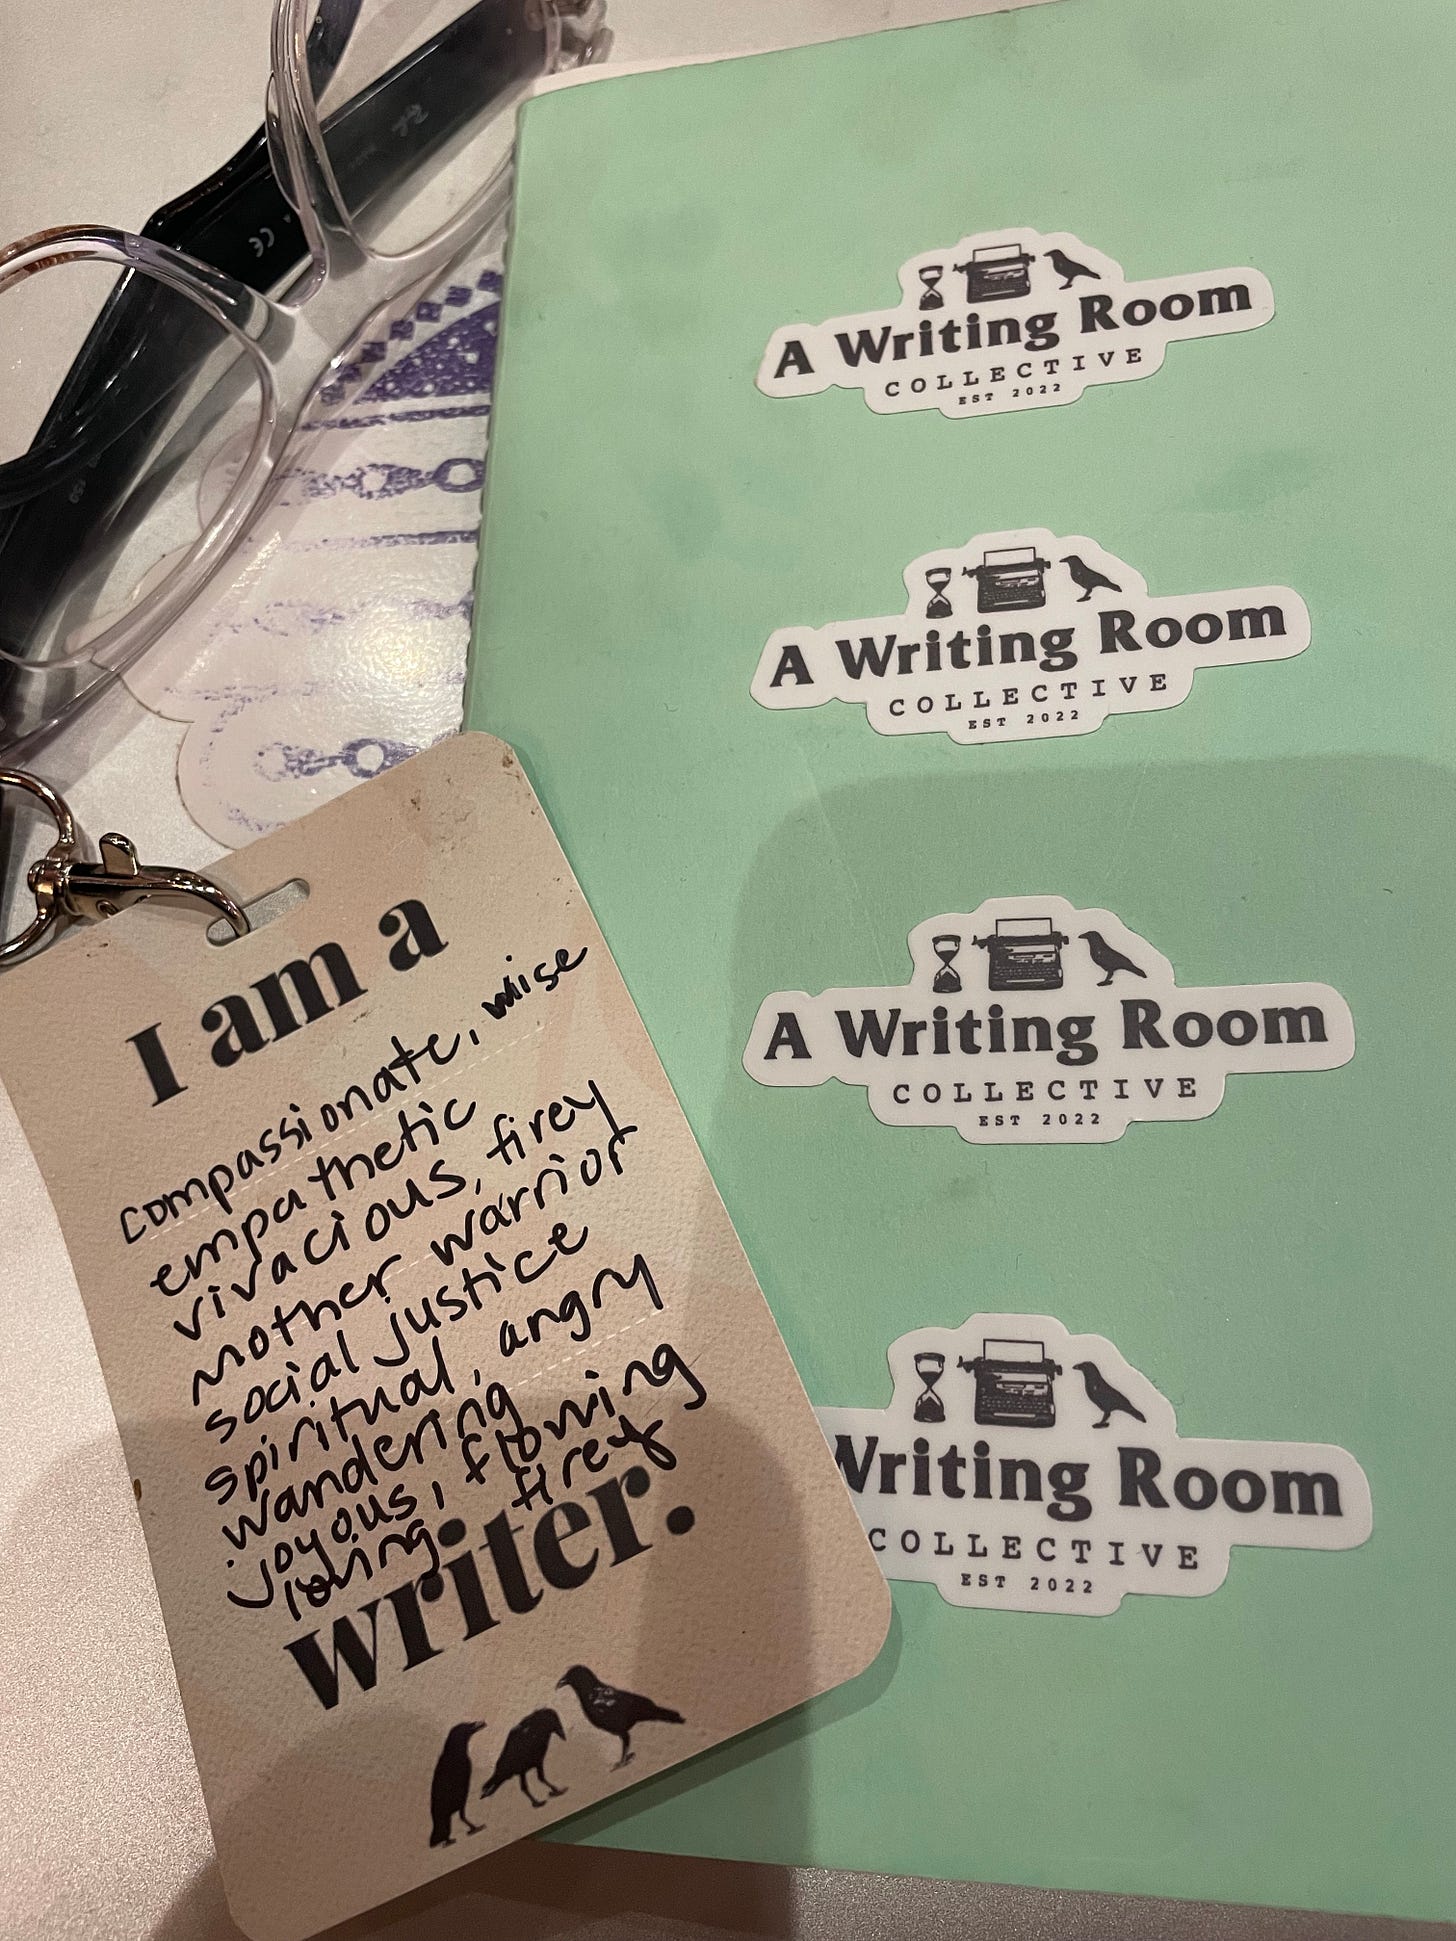 I am a
compassionate, wise
empathetic
vivacious, firey
mother warrior
social justice
spiritual, angry
wandering
joyous, flowing
loving firey
writer.
A Writing Room
COLLECTIVE
EST 2022
A Writing Room
COLLECTIVE
EST 2022
A Writing Room
COLLECTIVE
EST 2022
Writing Room
COLLECTIVE
EST 2022
CE